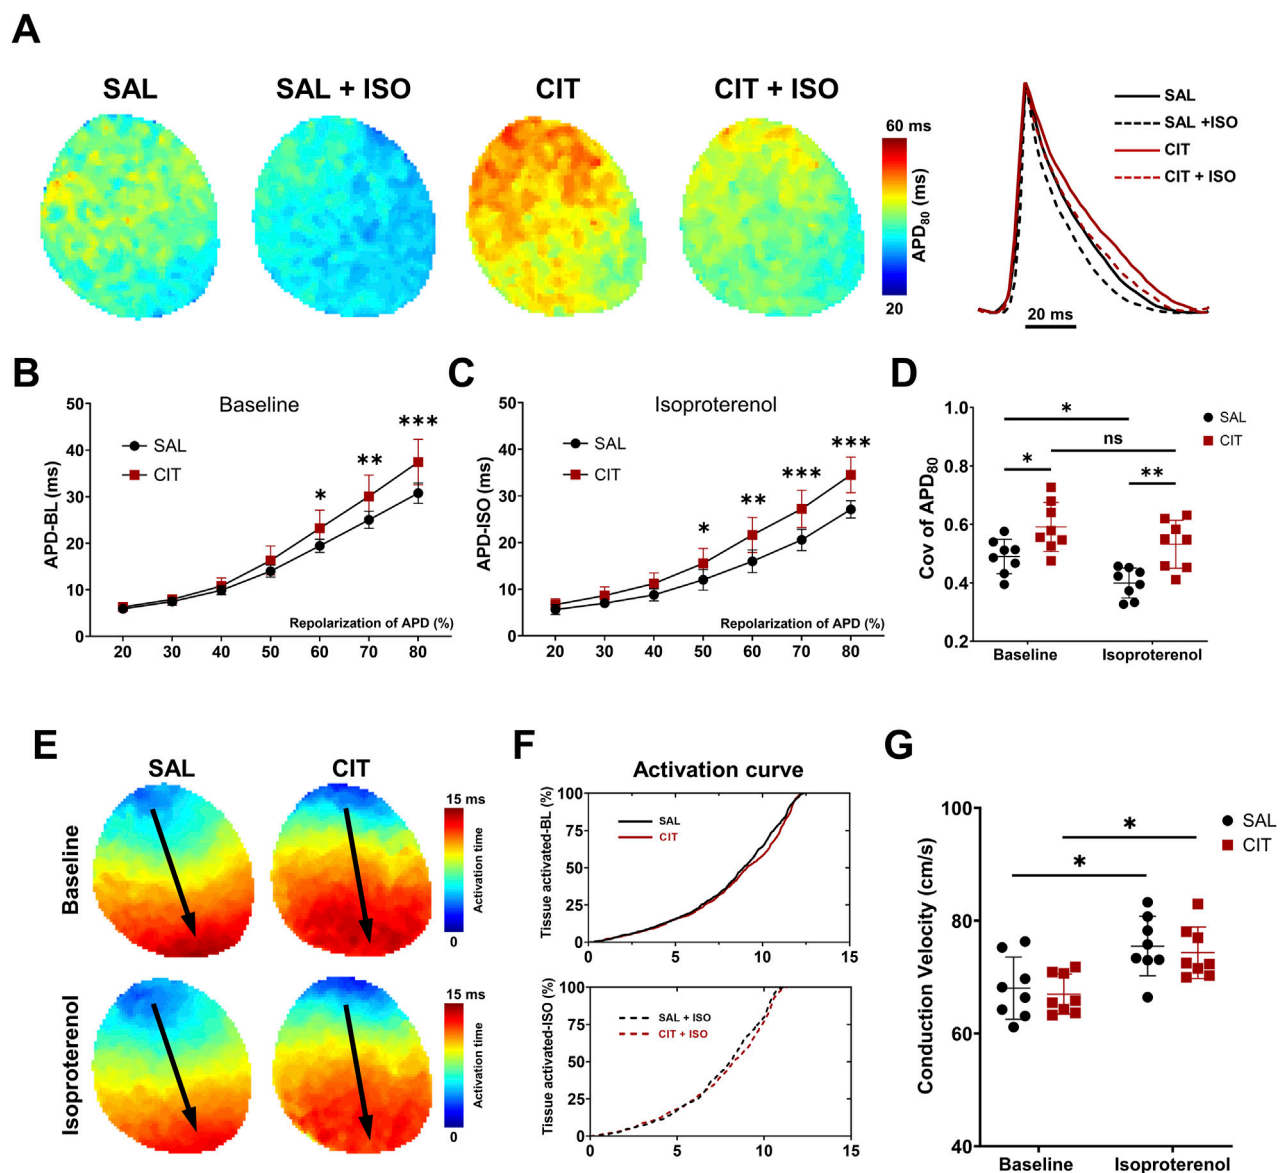 A
SAL
SAL + ISO
CIT
CIT + ISO
60 ms
APD80 (ms)
20
SAL
SAL +ISO
CIT
CIT + ISO
20 ms
B
Baseline
APD-BL (ms)
50
40
30
20
10
0
SAL
CIT
*
**
***
Repolarization of APD (%)
20 30 40 50 60 70 80
C
Isoproterenol
APD-ISO (ms)
50
40
30
20
10
0
SAL
CIT
*
**
***
***
Repolarization of APD (%)
20 30 40 50 60 70 80
D
Cov of APD80
1.0
0.8
0.6
0.4
0.2
SAL
CIT
*
ns
*
**
Baseline Isoproterenol
E
SAL CIT
Baseline
15 ms
Activation time
0
Isoproterenol
15 ms
Activation time
0
F
Activation curve
Tissue activated-BL (%)
100
75
50
25
0
SAL
CIT
0 5 10 15
Tissue activated-ISO (%)
100
75
50
25
0
SAL + ISO
CIT + ISO
0 5 10 15
G
Conduction Velocity (cm/s)
100
80
60
40
SAL
CIT
*
*
Baseline Isoproterenol